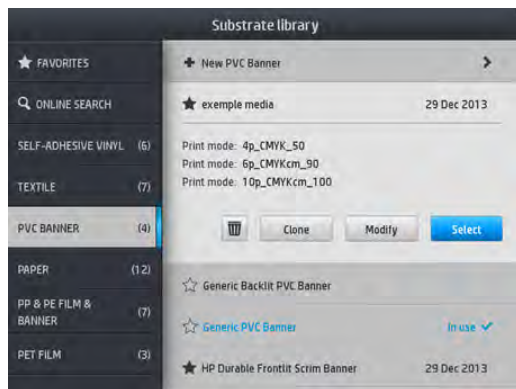 Substrate library
FAVORITES
ONLINE SEARCH
SELF-ADHESIVE VINYL (6)
TEXTILE (7)
PVC BANNER (4)
PAPER (12)
PP & PE FILM &
BANNER (7)
PET FILM (3)
New PVC Banner
exemple media 29 Dec 2013
Print mode: 4p_CMYK_50
Print mode: 6p_CMYKcm_90
Print mode: 10p_CMYKcm_100
Clone Modify Select
Generic Backlit PVC Banner
Generic PVC Banner In use
HP Durable Frontlit Scrim Banner 29 Dec 2013